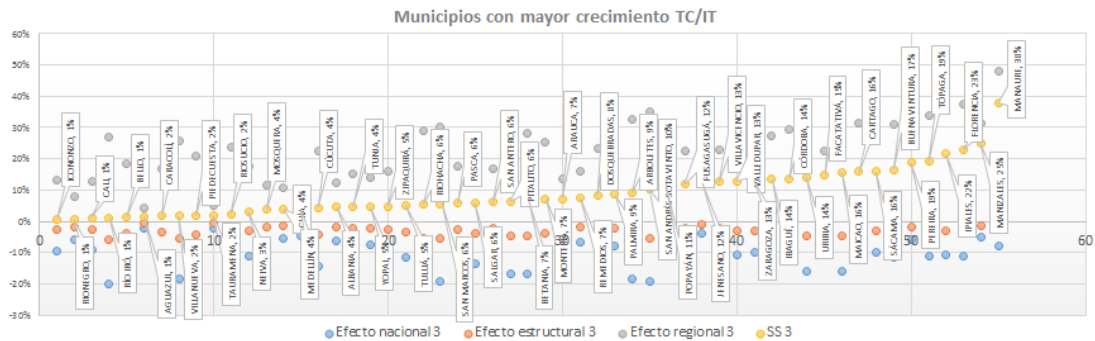 Municipios con mayor crecimiento TC/IT
60%
50%
40%
30%
20%
10%
0%
-10%
-20%
-30%
0
10
20
30
40
50
60
ICONONZO, 1%
RIONEGRO, 1%
CALI, 1%
RIOFRÍO, 1%
BELLO, 1%
AGUAZUL, 1%
CARACOLÍ, 2%
VILLANUEVA, 2%
PIEDECUESTA, 2%
TAURAMENA, 2%
RIOSUCIO, 2%
NEIVA, 3%
MOSQUERA, 4%
CHÍA, 4%
MEDELLÍN, 4%
CÚCUTA, 4%
ALBANIA, 4%
TUNJA, 4%
YOPAL, 5%
ZIPAQUIRÁ, 5%
TULUÁ, 5%
RIOHACHA, 6%
SAN MARCOS, 6%
PASCA, 6%
SALGAR, 6%
SAN ANTERO, 6%
PITALITO, 6%
BETANIA, 7%
MONTERÍA, 7%
ARAUCA, 7%
REMEDIOS, 7%
DOSQUEBRADAS, 8%
PALMIRA, 9%
ARBOLETES, 9%
SAN ANDRÉS SOTAVENTO, 10%
POPAYÁN, 11%
FUSAGASUGÁ, 12%
JENESANO, 12%
VILLAVICENCIO, 13%
VALLEDUPAR, 13%
ZARAGOZA, 13%
IBAGUÉ, 14%
CÓRDOBA, 14%
URIBIA, 14%
FACATATIVÁ, 15%
MAICAO, 16%
CARTAGO, 16%
SÁCAMA, 16%
BUENAVENTURA, 17%
PEREIRA, 19%
TÓPAGA, 19%
IPIALES, 22%
FLORENCIA, 23%
MANIZALES, 25%
MANAURE, 38%
Efecto nacional 3
Efecto estructural 3
Efecto regional 3
SS 3